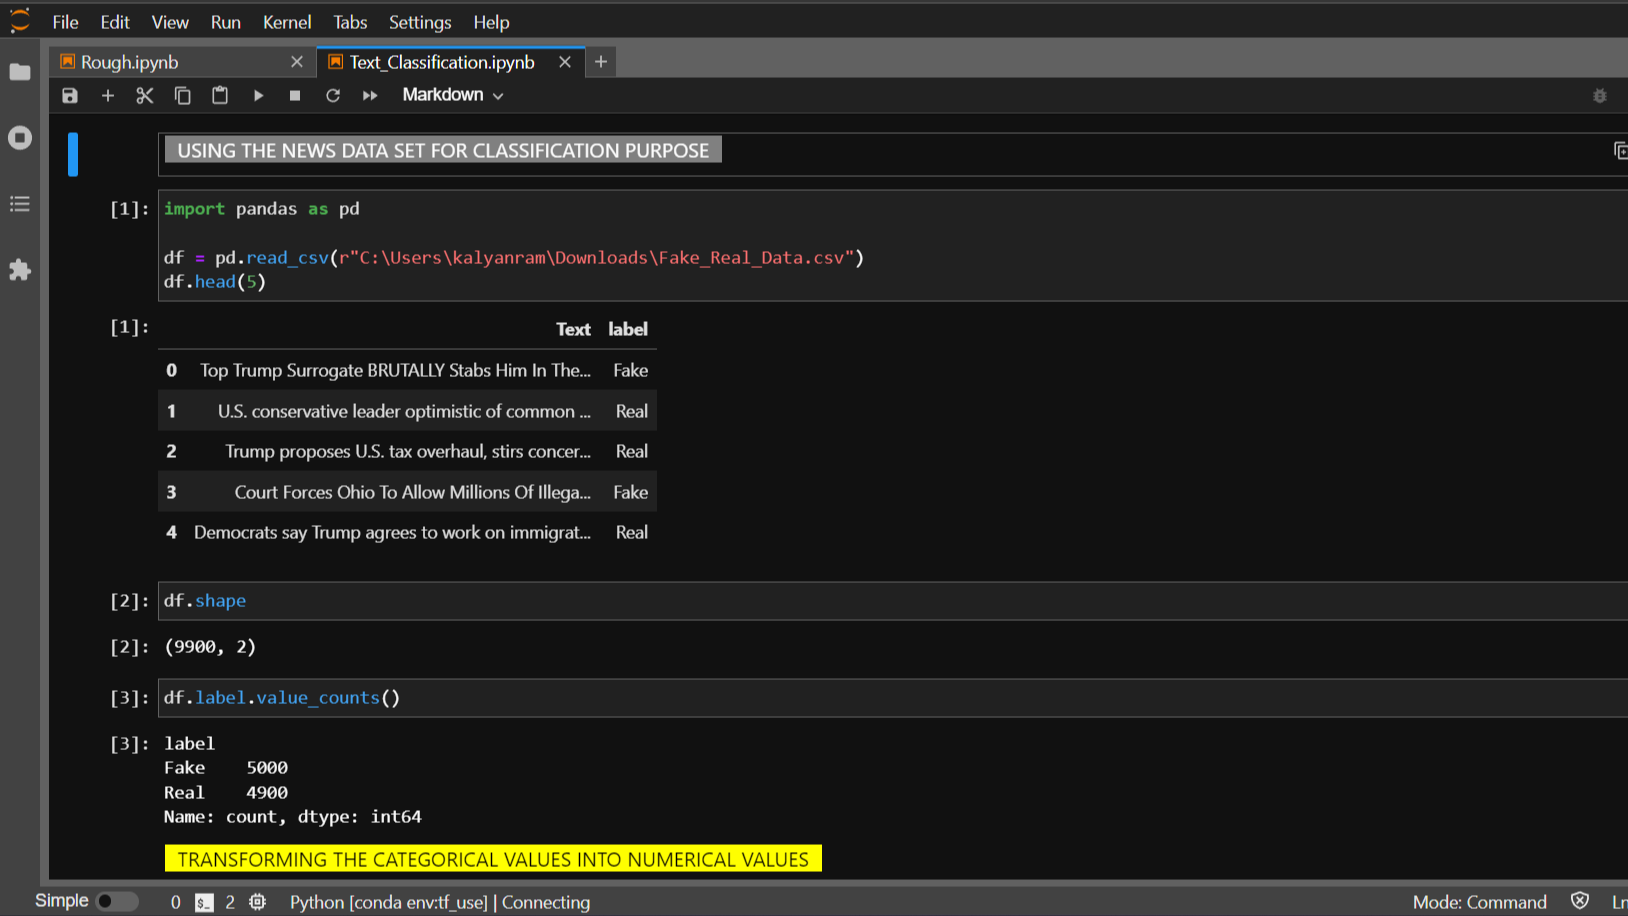 File Edit View Run Kernel Tabs Settings Help
Rough.ipynb Text_Classification.ipynb
Markdown
USING THE NEWS DATA SET FOR CLASSIFICATION PURPOSE
[1]: import pandas as pd
df = pd.read_csv(r"C:\Users\kalyanram\Downloads\Fake_Real_Data.csv")
df.head(5)
[1]: Text label
0 Top Trump Surrogate BRUTALLY Stabs Him In The... Fake
1 U.S. conservative leader optimistic of common ... Real
2 Trump proposes U.S. tax overhaul, stirs concer... Real
3 Court Forces Ohio To Allow Millions Of Illega... Fake
4 Democrats say Trump agrees to work on immigrat... Real
[2]: df.shape
[2]: (9900, 2)
[3]: df.label.value_counts()
[3]: label
Fake 5000
Real 4900
Name: count, dtype: int64
TRANSFORMING THE CATEGORICAL VALUES INTO NUMERICAL VALUES
Simple 0 $_ 2 Python [conda env:tf_use] | Connecting Mode: Command Ln